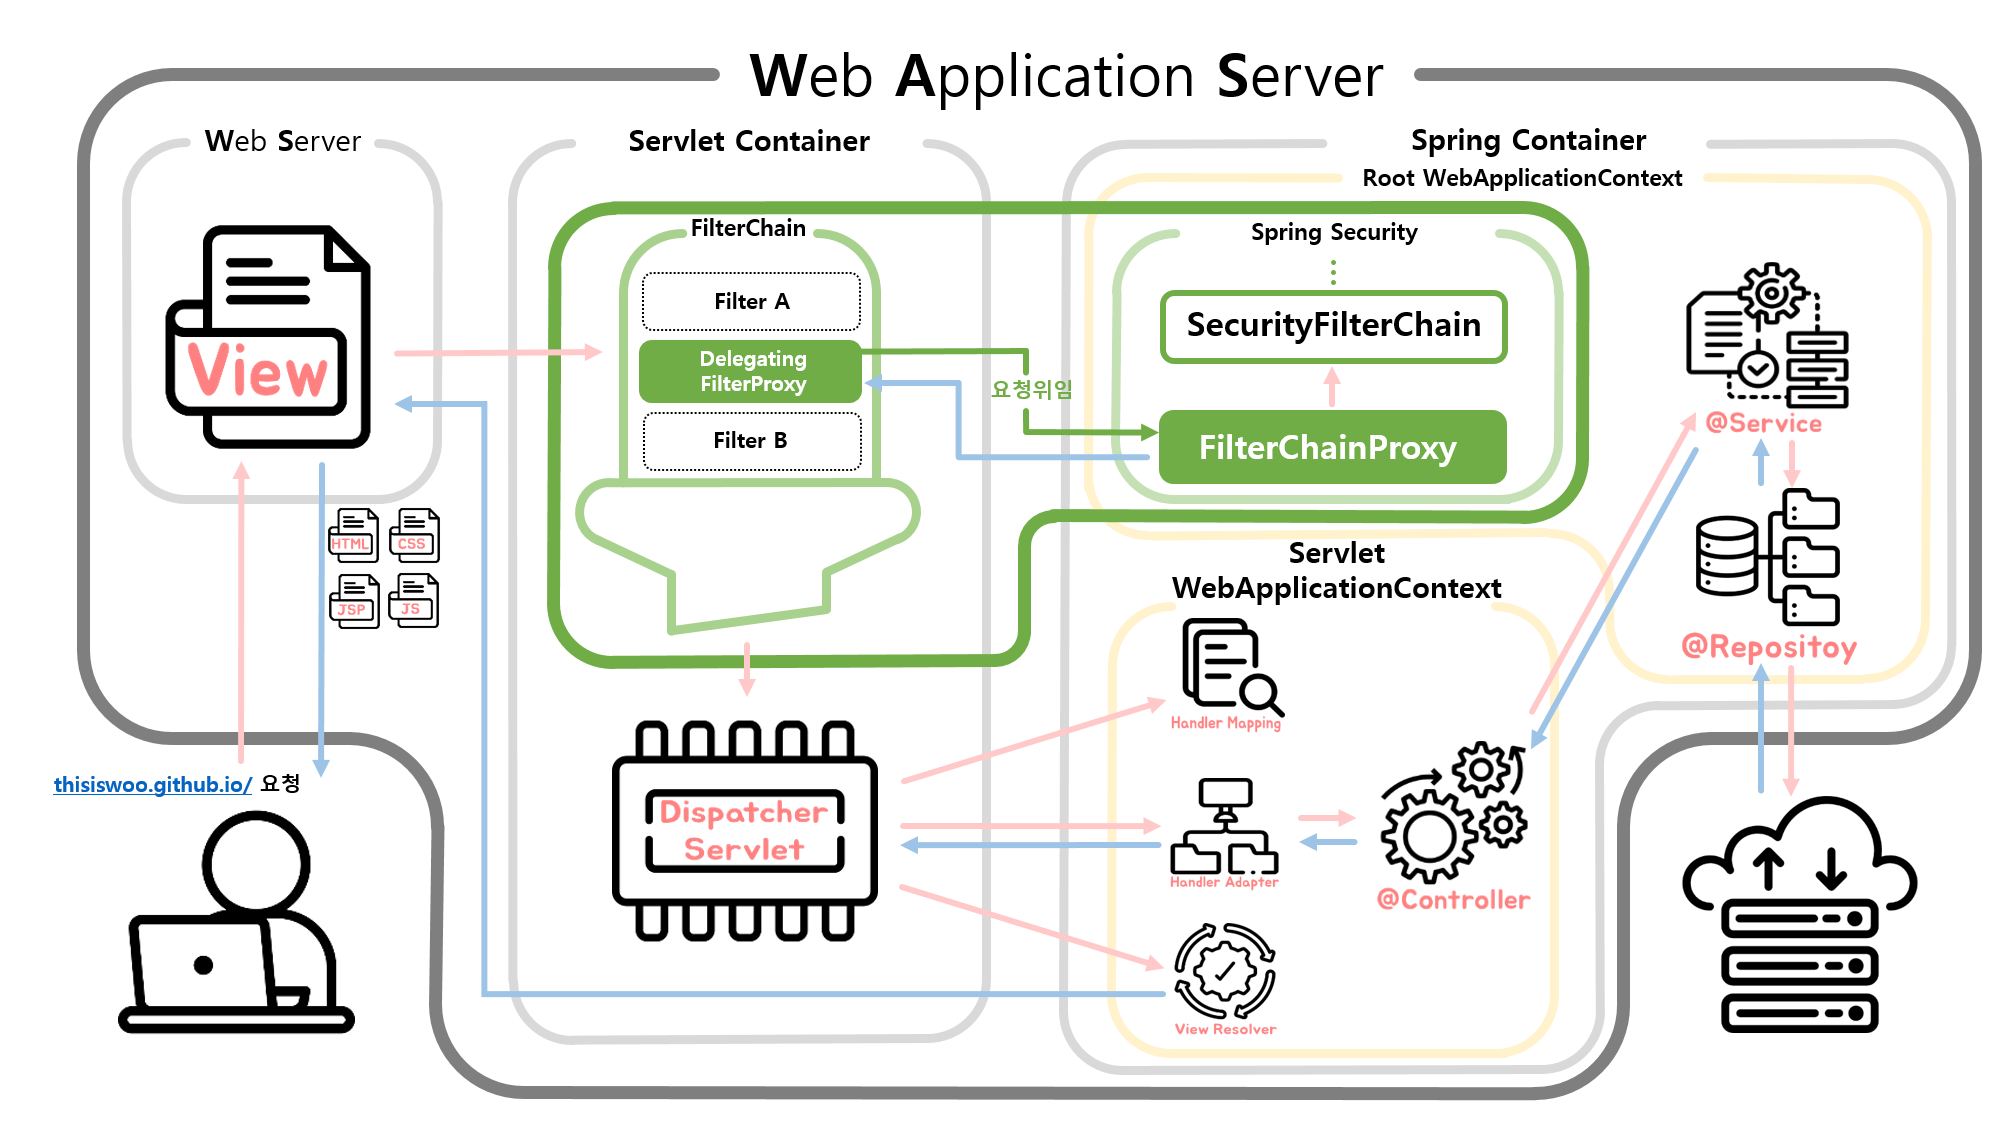 Web Application Server
Web Server
Servlet Container
Spring Container
Root WebApplicationContext
FilterChain
Spring Security
Filter A
Delegating
FilterProxy
Filter B
요청위임
SecurityFilterChain
FilterChainProxy
View
@Service
HTML
CSS
JSP
JS
Servlet
WebApplicationContext
@Repositoy
Handler Mapping
thisiswoo.github.io/ 요청
Dispatcher
Servlet
Handler Adapter
@Controller
View Resolver